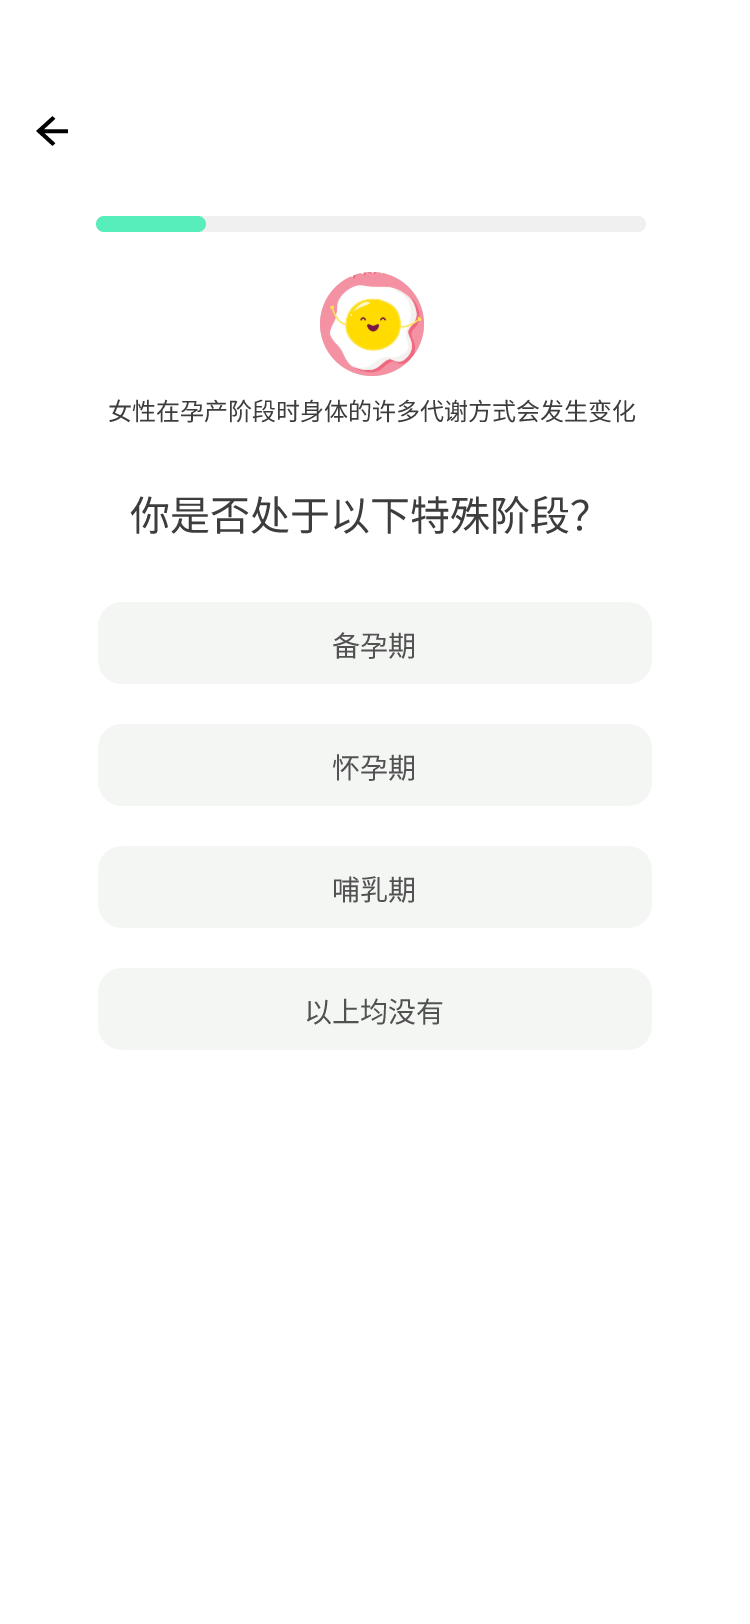 女性在孕产阶段时身体的许多代谢方式会发生变化
你是否处于以下特殊阶段？
备孕期
怀孕期
哺乳期
以上均没有